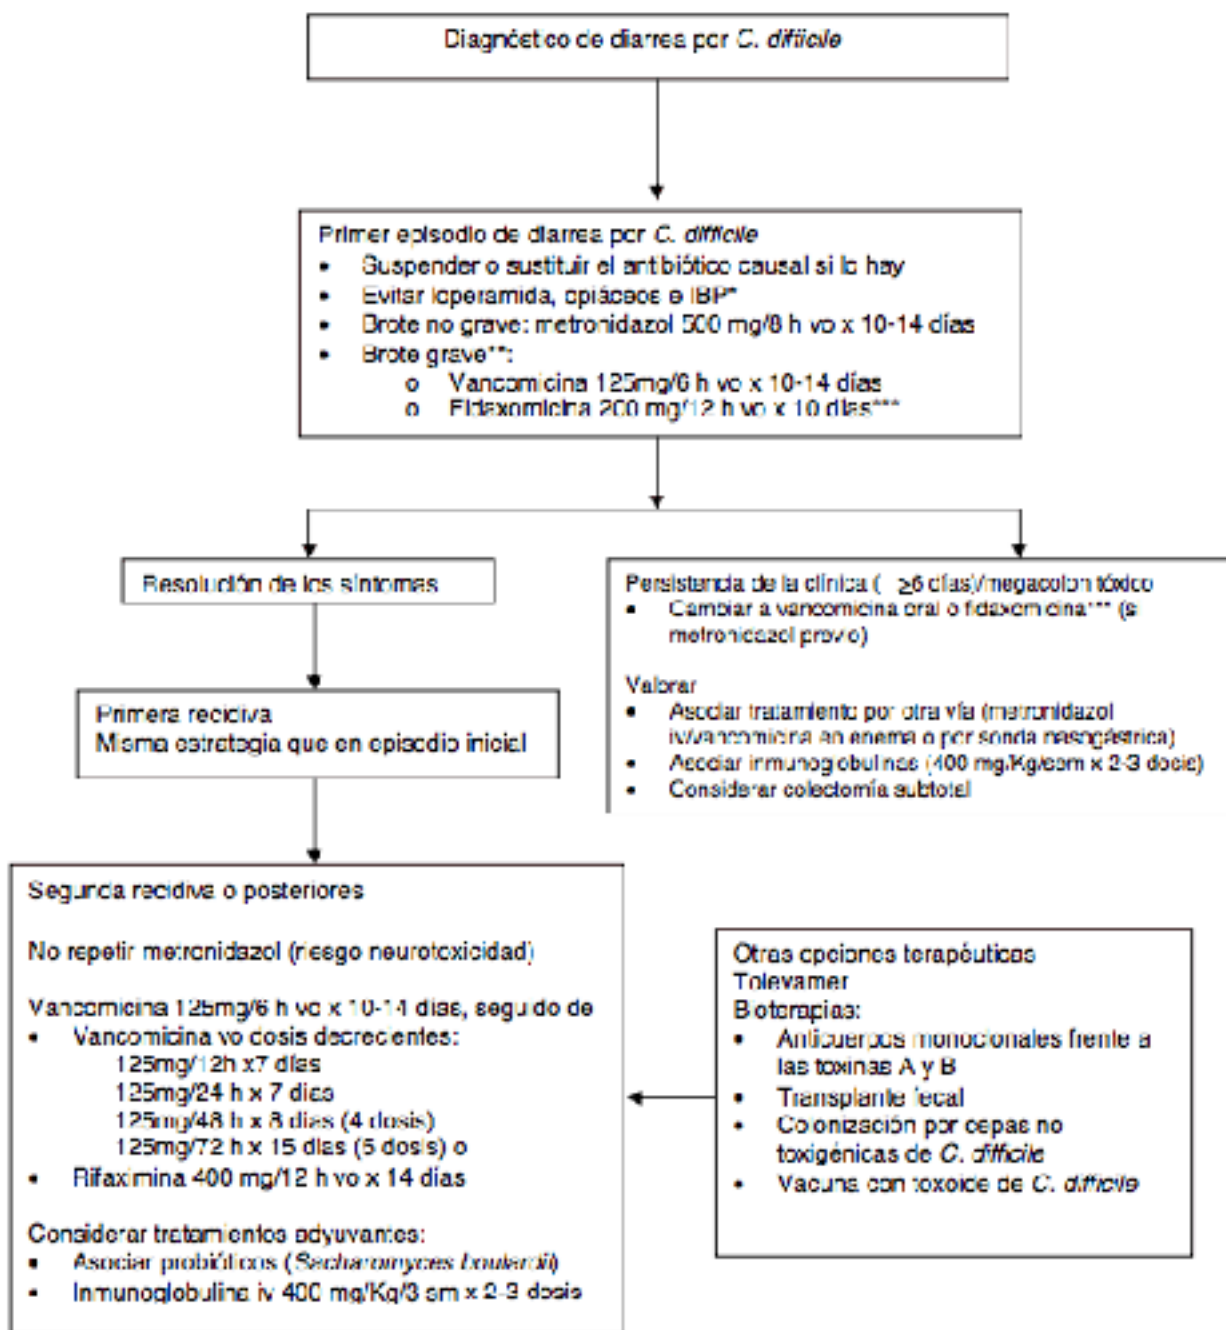 Diagnóstico de diarrea por C. difficile
Primer episodio de diarrea por C. difficile
• Suspender o sustituir el antibiótico causal si lo hay
• Evitar loperamida, opiáceos e IBP*
• Brote no grave: metronidazol 500 mg/8 h vo x 10-14 días
• Brote grave**:
o Vancomicina 125mg/6 h vo x 10-14 días
o Fidaxomicina 200 mg/12 h vo x 10 días***
Resolución de los síntomas
Persistencia de la clínica ( ≥6 días)/megacolon tóxico
• Cambiar a vancomicina oral o fidaxomicina*** (si
metronidazol previo)
Valorar
• Asociar tratamiento por otra vía (metronidazol
iv/vancomicina en enema o por sonda nasogástrica)
• Asociar inmunoglobulinas (400 mg/Kg/sem x 2-3 dosis)
• Considerar colectomía subtotal
Primera recidiva
Misma estrategia que en episodio inicial
Segunda recidiva o posteriores
No repetir metronidazol (riesgo neurotoxicidad)
Vancomicina 125mg/6 h vo x 10-14 días, seguido de
• Vancomicina vo dosis decrecientes:
125mg/12h x7 días
125mg/24 h x 7 días
125mg/48 h x 8 días (4 dosis)
125mg/72 h x 15 días (5 dosis) o
• Rifaximina 400 mg/12 h vo x 14 días
Considerar tratamientos adyuvantes:
• Asociar probióticos (Sacharomyces boulardii)
• Inmunoglobulina iv 400 mg/Kg/3 sm x 2-3 dosis
Otras opciones terapéuticas
Tolevamer
Bioterapias:
• Anticuerpos monoclonales frente a
las toxinas A y B
• Transplante fecal
• Colonización por cepas no
toxigénicas de C. difficile
• Vacuna con toxoide de C. difficile